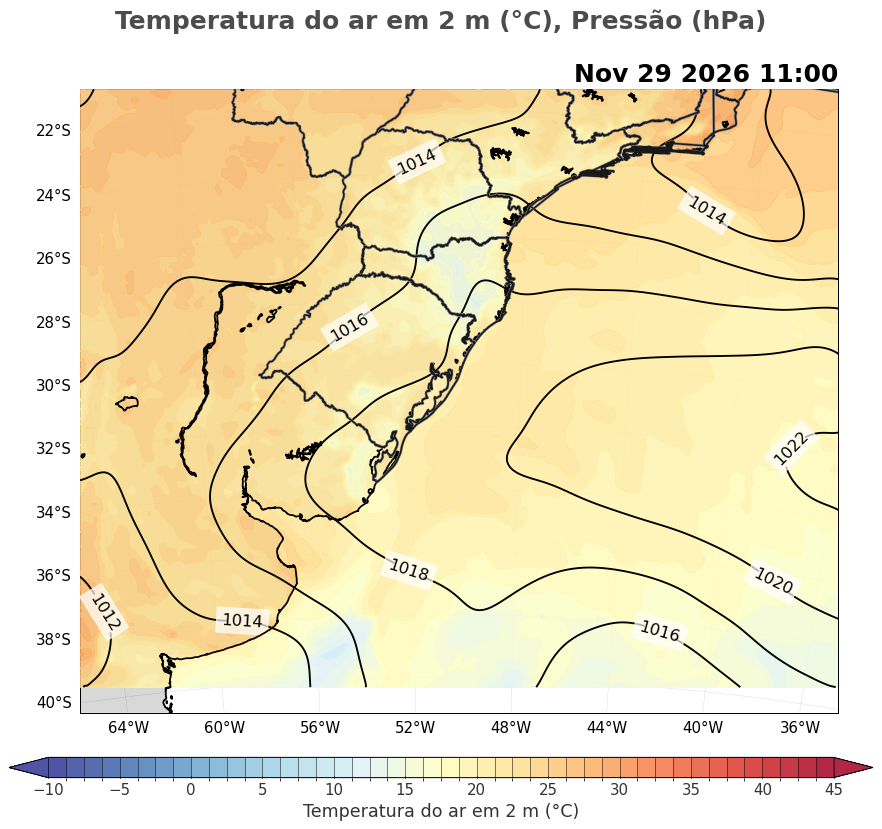 Temperatura do ar em 2 m (°C), Pressão (hPa)
Nov 29 2026 11:00
22°S
24°S
26°S
28°S
30°S
32°S
34°S
36°S
38°S
40°S
1014
1014
1016
1022
1018
1020
1012
1014
1016
64°W 60°W 56°W 52°W 48°W 44°W 40°W 36°W
−10 −5 0 5 10 15 20 25 30 35 40 45
Temperatura do ar em 2 m (°C)